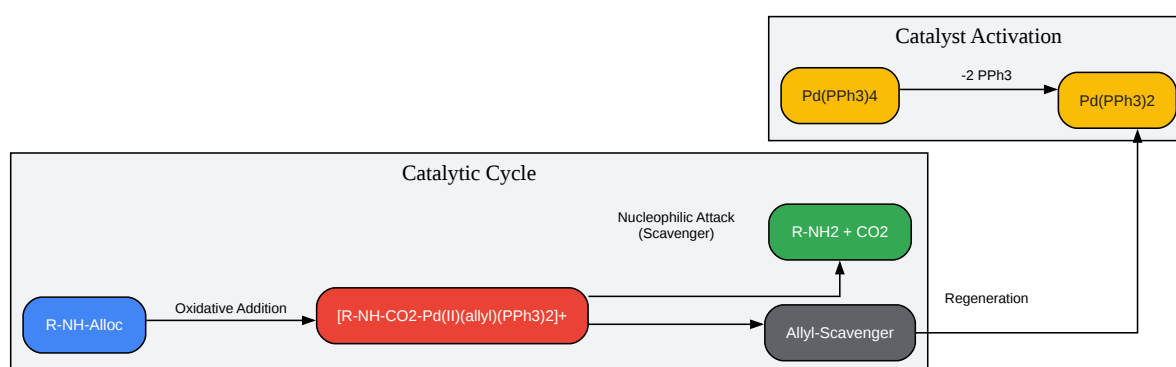 Catalyst Activation
Pd(PPh3)4
-2 PPh3
Pd(PPh3)2
Catalytic Cycle
Nucleophilic Attack
(Scavenger)
R-NH2 + CO2
R-NH-Alloc
Oxidative Addition
[R-NH-CO2-Pd(II)(allyl)(PPh3)2]+
Allyl-Scavenger
Regeneration